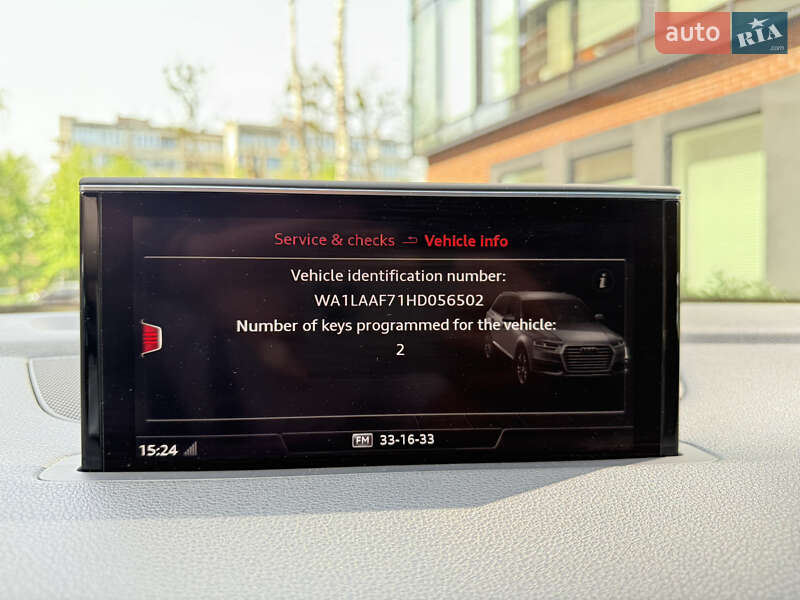 auto RIA
.com
Service & checks Vehicle info
Vehicle identification number:
WA1LAAF71HD056502
i
Number of keys programmed for the vehicle:
2
15:24 FM 33-16-33